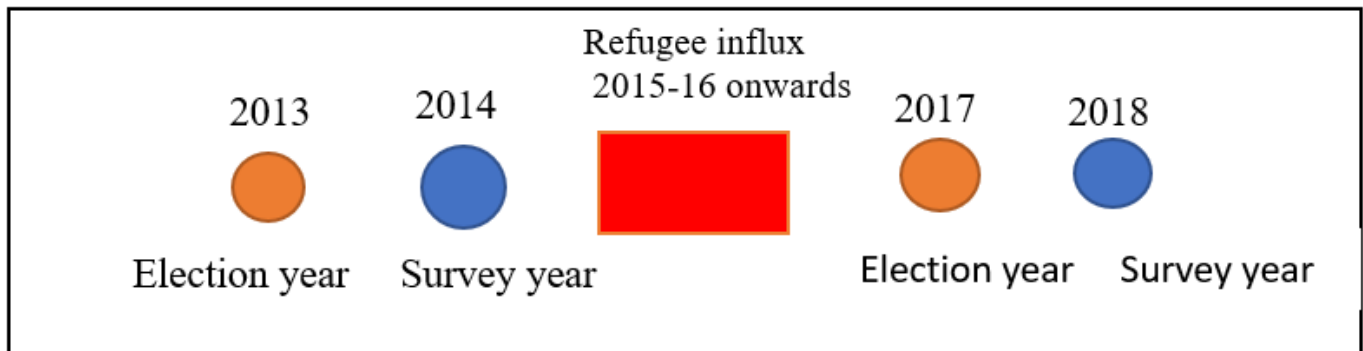 Refugee influx
2015-16 onwards
2013
2014
2017
2018
Election year
Survey year
Election year
Survey year